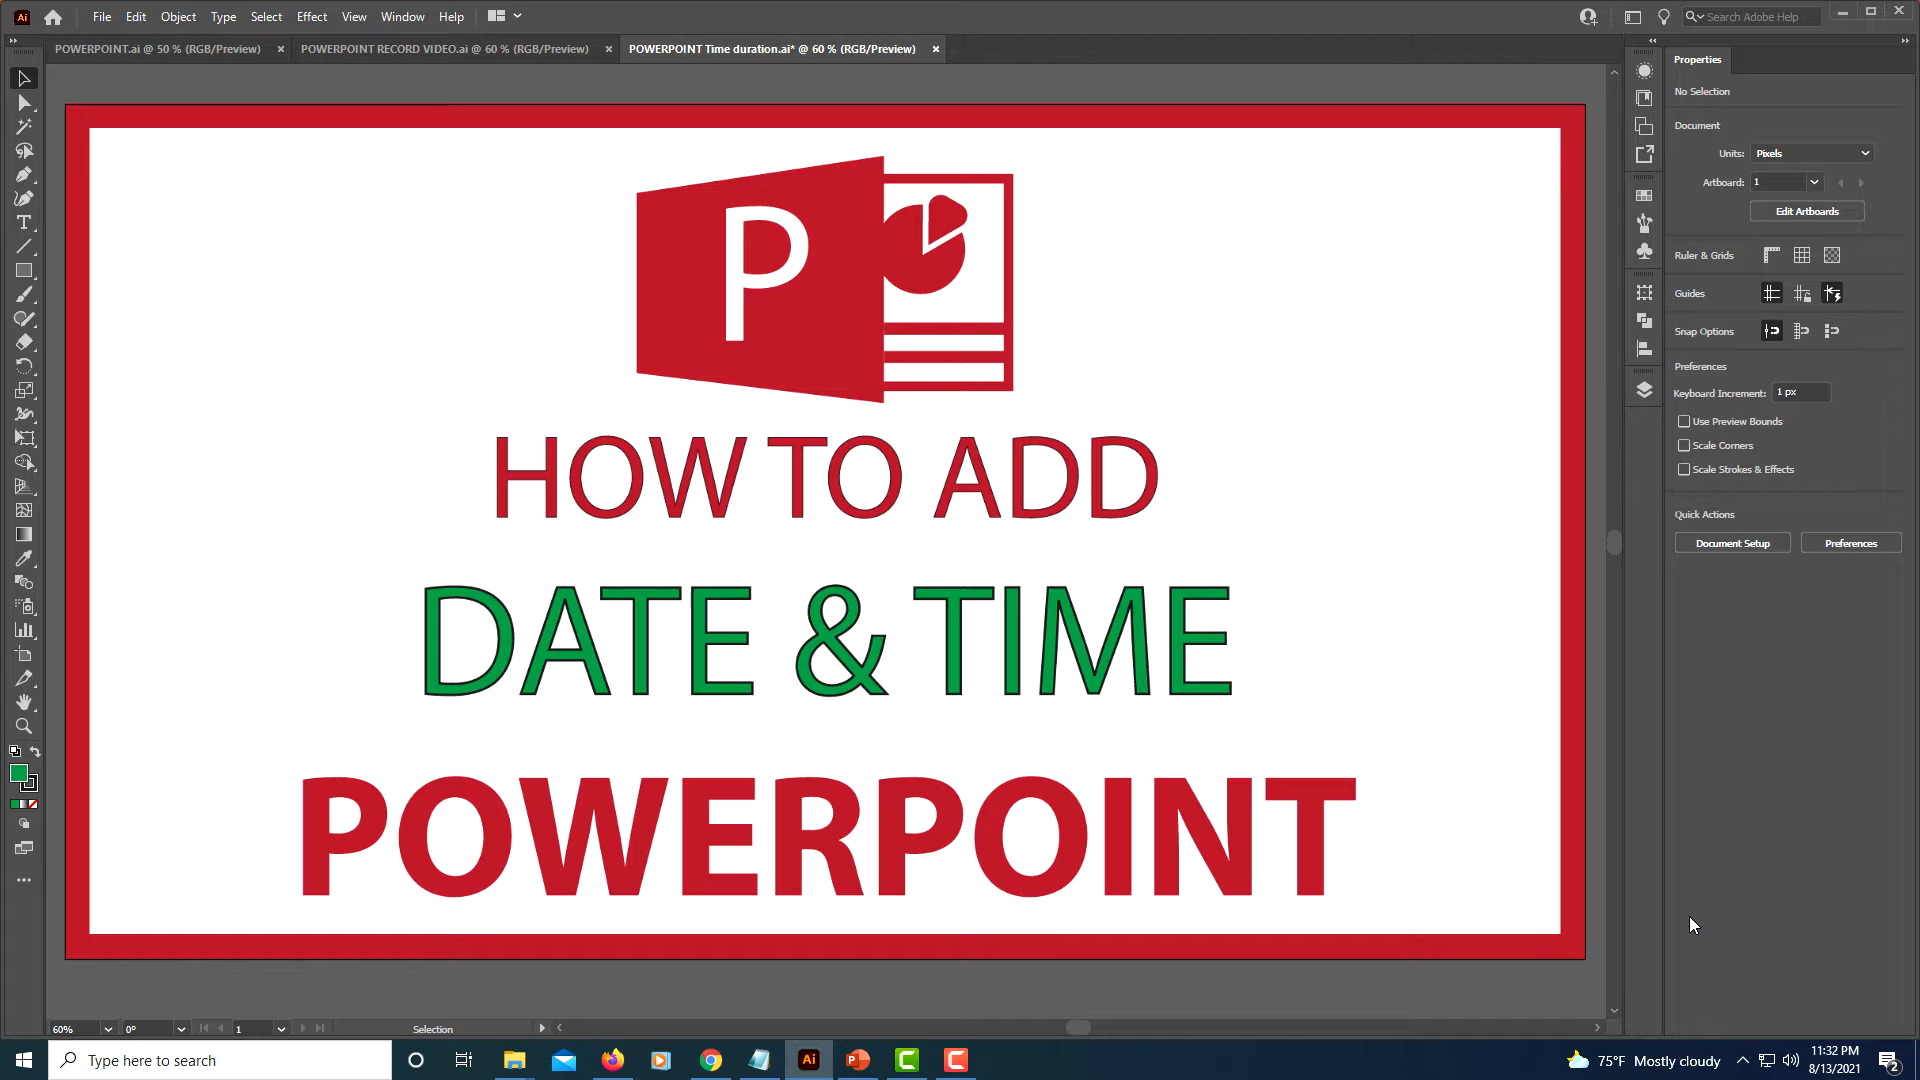 Ai File Edit Object Type Select Effect View Window Help Search Adobe Help
POWERPOINT.ai @ 50 % (RGB/Preview) POWERPOINT RECORD VIDEO.ai @ 60 % (RGB/Preview) POWERPOINT Time duration.ai* @ 60 % (RGB/Preview)
Properties
No Selection
Document
Units: Pixels
Artboard: 1
Edit Artboards
Ruler & Grids
Guides
Snap Options
Preferences
Keyboard Increment: 1 px
Use Preview Bounds
Scale Corners
Scale Strokes & Effects
Quick Actions
Document Setup Preferences
P
HOW TO ADD
DATE & TIME
POWERPOINT
60% 0° 1 Selection
Type here to search
Ai
P
C
C
75°F Mostly cloudy
11:32 PM
8/13/2021
2